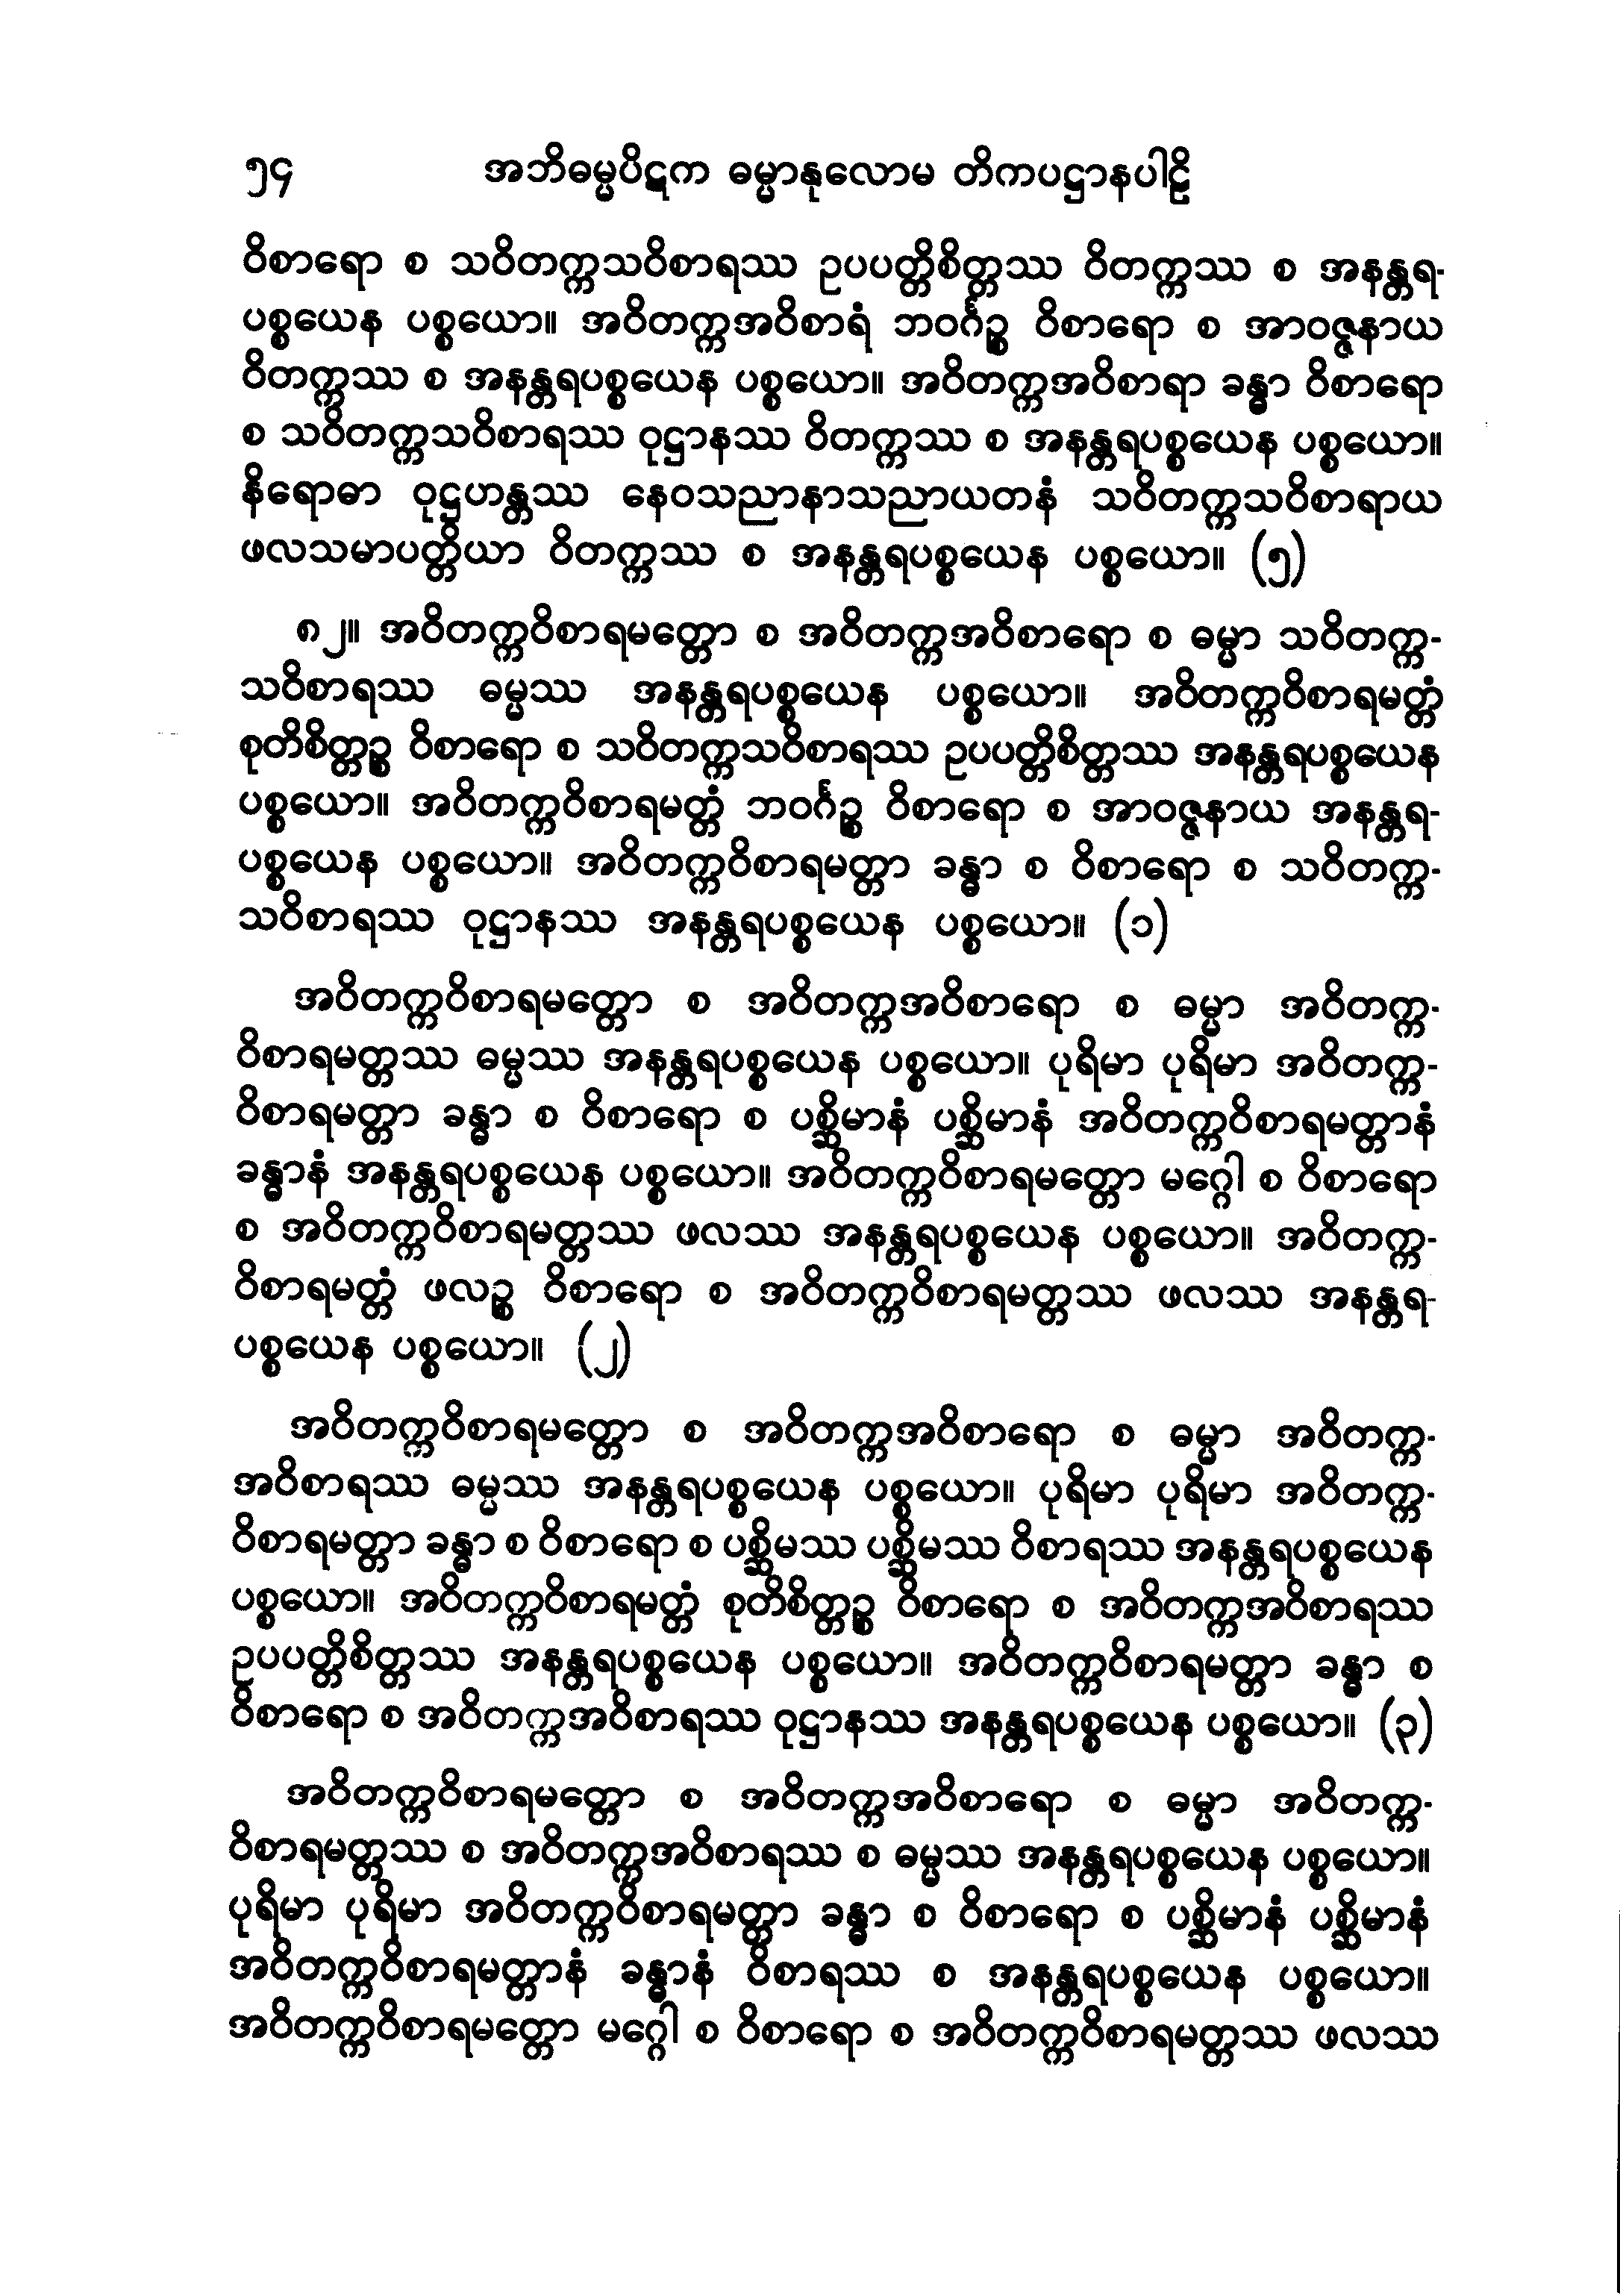 ၅၄ အဘိဓမ္မပိဋက ဓမ္မာနုလောမ တိကပဋ္ဌာနပါဠိ
ဝိစာရော စ သဝိတက္ကသဝိစာရဿ ဥပပတ္တိစိတ္တဿ ဝိတက္ကဿ စ အနန္တရ-
ပစ္စယေန ပစ္စယော။ အဝိတက္ကအဝိစာရံ ဘဝင်္ဂဉ္စ ဝိစာရော စ အာဝဇ္ဇနာယ
ဝိတက္ကဿ စ အနန္တရပစ္စယေန ပစ္စယော။ အဝိတက္ကအဝိစာရာ ခန္ဓာ ဝိစာရော
စ သဝိတက္ကသဝိစာရဿ ဝုဋ္ဌာနဿ ဝိတက္ကဿ စ အနန္တရပစ္စယေန ပစ္စယော။
နိရောဓာ ဝုဋ္ဌဟန္တဿ နေဝသညာနာသညာယတနံ သဝိတက္ကသဝိစာရာယ
ဖလသမာပတ္တိယာ ဝိတက္ကဿ စ အနန္တရပစ္စယေန ပစ္စယော။ (၅)
၈၂။ အဝိတက္ကဝိစာရမတ္တော စ အဝိတက္ကအဝိစာရော စ ဓမ္မာ သဝိတက္က-
သဝိစာရဿ ဓမ္မဿ အနန္တရပစ္စယေန ပစ္စယော။ အဝိတက္ကဝိစာရမတ္တံ
စုတိစိတ္တဉ္စ ဝိစာရော စ သဝိတက္ကသဝိစာရဿ ဥပပတ္တိစိတ္တဿ အနန္တရပစ္စယေန
ပစ္စယော။ အဝိတက္ကဝိစာရမတ္တံ ဘဝင်္ဂဉ္စ ဝိစာရော စ အာဝဇ္ဇနာယ အနန္တရ-
ပစ္စယေန ပစ္စယော။ အဝိတက္ကဝိစာရမတ္တာ ခန္ဓာ စ ဝိစာရော စ သဝိတက္က-
သဝိစာရဿ ဝုဋ္ဌာနဿ အနန္တရပစ္စယေန ပစ္စယော။ (၁)
အဝိတက္ကဝိစာရမတ္တော စ အဝိတက္ကအဝိစာရော စ ဓမ္မာ အဝိတက္က-
ဝိစာရမတ္တဿ ဓမ္မဿ အနန္တရပစ္စယေန ပစ္စယော။ ပုရိမာ ပုရိမာ အဝိတက္က-
ဝိစာရမတ္တာ ခန္ဓာ စ ဝိစာရော စ ပစ္ဆိမာနံ ပစ္ဆိမာနံ အဝိတက္ကဝိစာရမတ္တာနံ
ခန္ဓာနံ အနန္တရပစ္စယေန ပစ္စယော။ အဝိတက္ကဝိစာရမတ္တော မဂ္ဂေါ စ ဝိစာရော
စ အဝိတက္ကဝိစာရမတ္တဿ ဖလဿ အနန္တရပစ္စယေန ပစ္စယော။ အဝိတက္က-
ဝိစာရမတ္တံ ဖလဉ္စ ဝိစာရော စ အဝိတက္ကဝိစာရမတ္တဿ ဖလဿ အနန္တရ-
ပစ္စယေန ပစ္စယော။ (၂)
အဝိတက္ကဝိစာရမတ္တော စ အဝိတက္ကအဝိစာရော စ ဓမ္မာ အဝိတက္က-
အဝိစာရဿ ဓမ္မဿ အနန္တရပစ္စယေန ပစ္စယော။ ပုရိမာ ပုရိမာ အဝိတက္က-
ဝိစာရမတ္တာ ခန္ဓာ စ ဝိစာရော စ ပစ္ဆိမဿ ပစ္ဆိမဿ ဝိစာရဿ အနန္တရပစ္စယေန
ပစ္စယော။ အဝိတက္ကဝိစာရမတ္တံ စုတိစိတ္တဉ္စ ဝိစာရော စ အဝိတက္ကအဝိစာရဿ
ဥပပတ္တိစိတ္တဿ အနန္တရပစ္စယေန ပစ္စယော။ အဝိတက္ကဝိစာရမတ္တာ ခန္ဓာ စ
ဝိစာရော စ အဝိတက္ကအဝိစာရဿ ဝုဋ္ဌာနဿ အနန္တရပစ္စယေန ပစ္စယော။ (၃)
အဝိတက္ကဝိစာရမတ္တော စ အဝိတက္ကအဝိစာရော စ ဓမ္မာ အဝိတက္က-
ဝိစာရမတ္တဿ စ အဝိတက္ကအဝိစာရဿ စ ဓမ္မဿ အနန္တရပစ္စယေန ပစ္စယော။
ပုရိမာ ပုရိမာ အဝိတက္ကဝိစာရမတ္တာ ခန္ဓာ စ ဝိစာရော စ ပစ္ဆိမာနံ ပစ္ဆိမာနံ
အဝိတက္ကဝိစာရမတ္တာနံ ခန္ဓာနံ ဝိစာရဿ စ အနန္တရပစ္စယေန ပစ္စယော။
အဝိတက္ကဝိစာရမတ္တော မဂ္ဂေါ စ ဝိစာရော စ အဝိတက္ကဝိစာရမတ္တဿ ဖလဿ